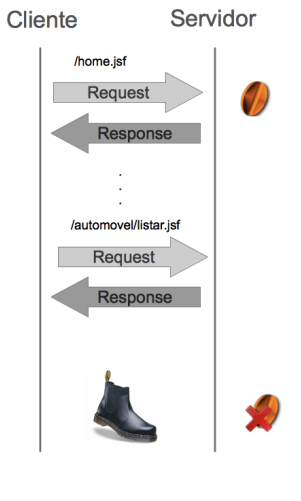 Cliente Servidor
/home.jsf
Request
Response
.
.
.
/automovel/listar.jsf
Request
Response